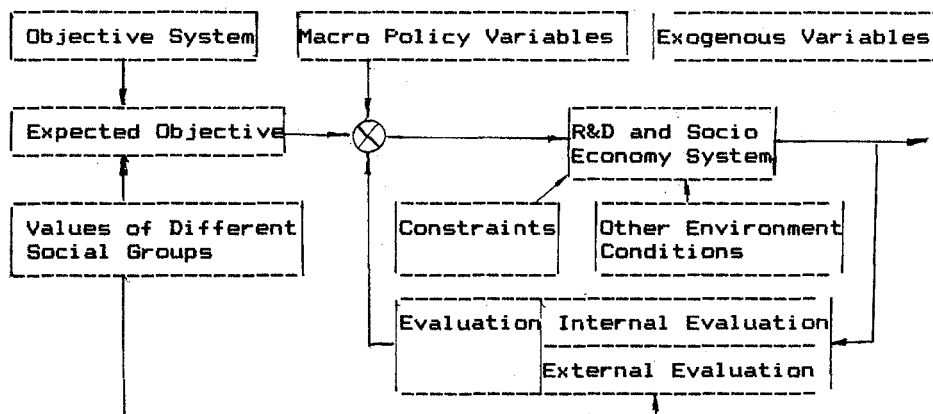 Objective System
Macro Policy Variables
Exogenous Variables
Expected Objective
R&D and Socio
Economy System
Values of Different
Social Groups
Constraints
Other Environment
Conditions
Evaluation
Internal Evaluation
External Evaluation